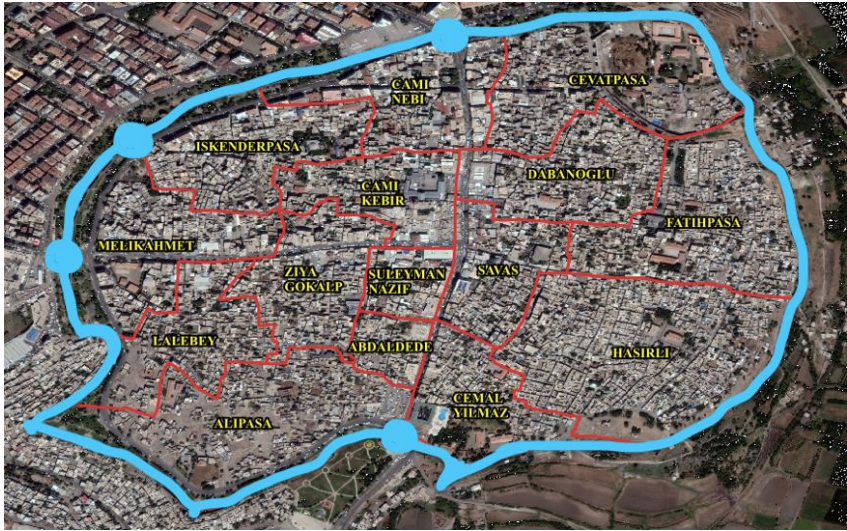 CAMI
NEBI
CEVATPASA
ISKENDERPASA
DABANOGLU
CAMI
KEBIR
FATIHPASA
MELIKAHMET
ZIYA
GOKALP
SULEYMAN
NAZIF
SAVAS
LALEBEY
ABDALDEDE
HASIRLI
CEMAL
YILMAZ
ALIPASA